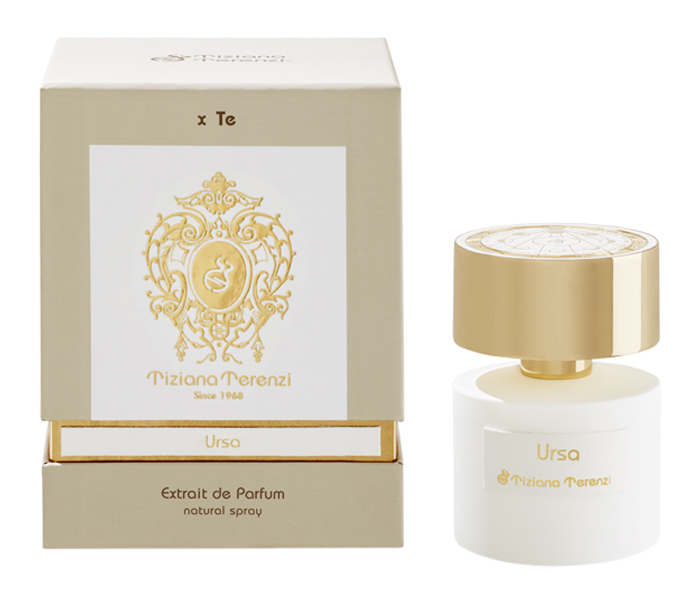 Tiziana
Terenzi
x Te
Tiziana Terenzi
Since 1968
Ursa
Extrait de Parfum
natural spray
Ursa
Tiziana Terenzi